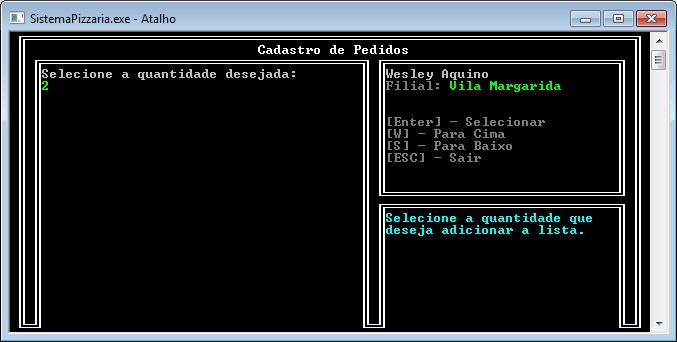 SistemaPizzaria.exe - Atalho
Cadastro de Pedidos
Selecione a quantidade desejada:
2
Wesley Aquino
Filial: Vila Margarida
[Enter] - Selecionar
[W] - Para Cima
[S] - Para Baixo
[ESC] - Sair
Selecione a quantidade que
deseja adicionar a lista.